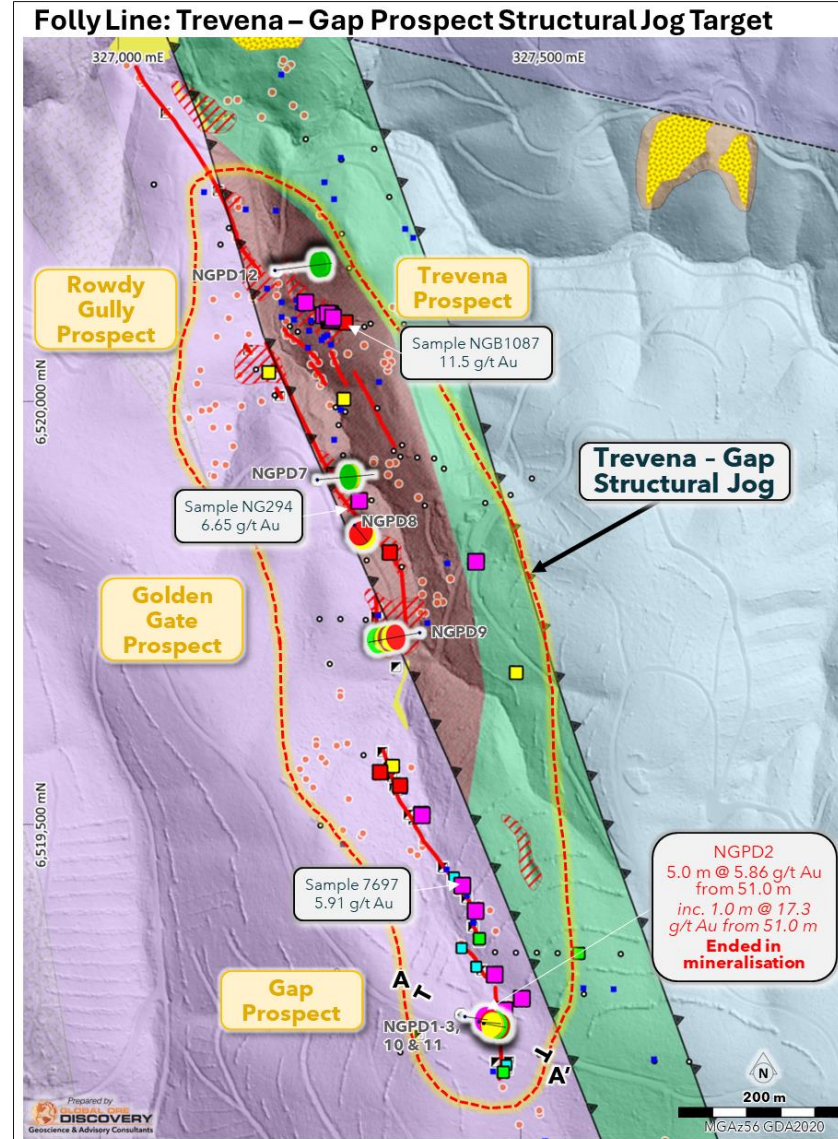 Folly Line: Trevena – Gap Prospect Structural Jog Target
327,000 mE
327,500 mE
NGPD12
Rowdy
Gully
Prospect
Trevena
Prospect
Sample NGB1087
11.5 g/t Au
6,520,000 mN
NGPD7
Trevena - Gap
Structural Jog
Sample NG294
6.65 g/t Au
NGPD8
Golden
Gate
Prospect
NGPD9
6,519,500 mN
NGPD2
5.0 m @ 5.86 g/t Au
from 51.0 m
inc. 1.0 m @ 17.3
g/t Au from 51.0 m
Ended in
mineralisation
Sample 7697
5.91 g/t Au
Gap
Prospect
A
NGPD1-3,
10 & 11
A'
N
200 m
MGAz56 GDA2020
Prepared by
GLOBAL ORE
DISCOVERY
Geoscience & Advisory Consultants